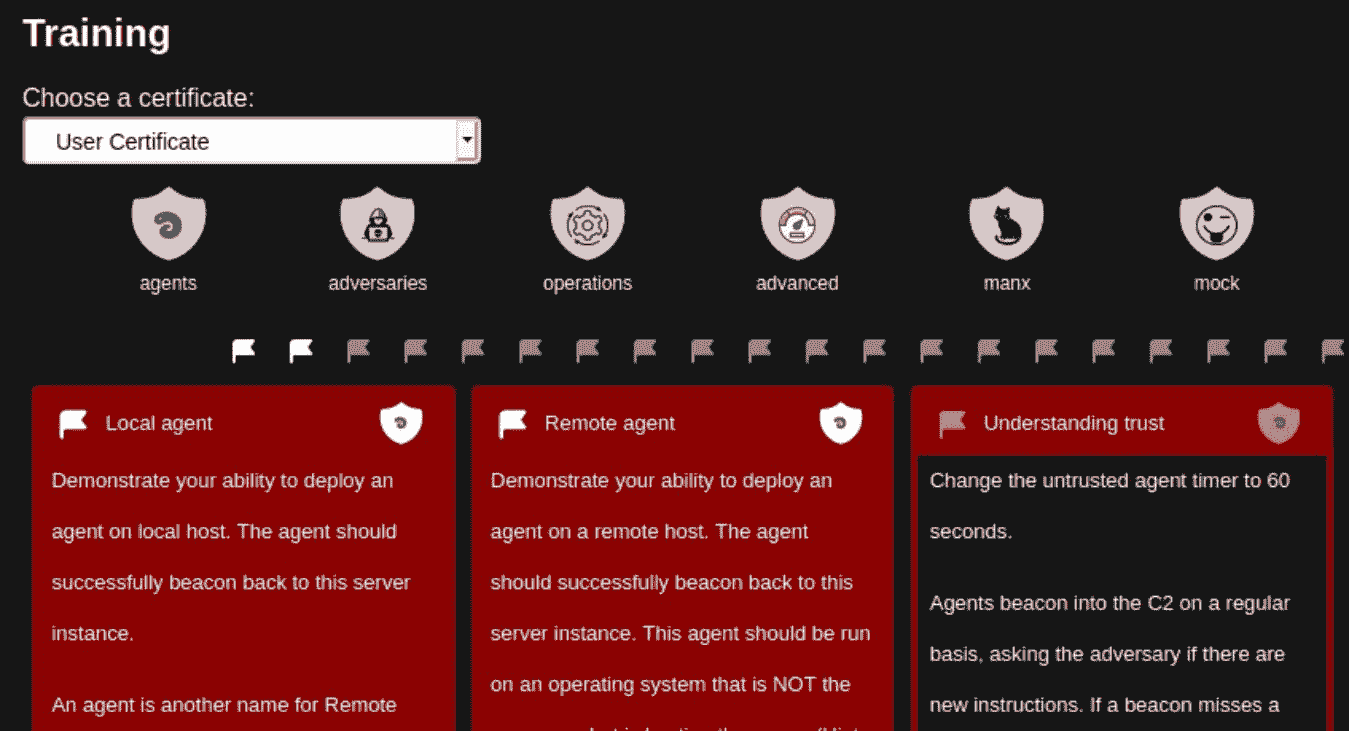 Training
Choose a certificate:
User Certificate
agents
adversaries
operations
advanced
manx
mock
Local agent
Demonstrate your ability to deploy an
agent on local host. The agent should
successfully beacon back to this server
instance.
An agent is another name for Remote
Remote agent
Demonstrate your ability to deploy an
agent on a remote host. The agent
should successfully beacon back to this
server instance. This agent should be run
on an operating system that is NOT the
Understanding trust
Change the untrusted agent timer to 60
seconds.
Agents beacon into the C2 on a regular
basis, asking the adversary if there are
new instructions. If a beacon misses a